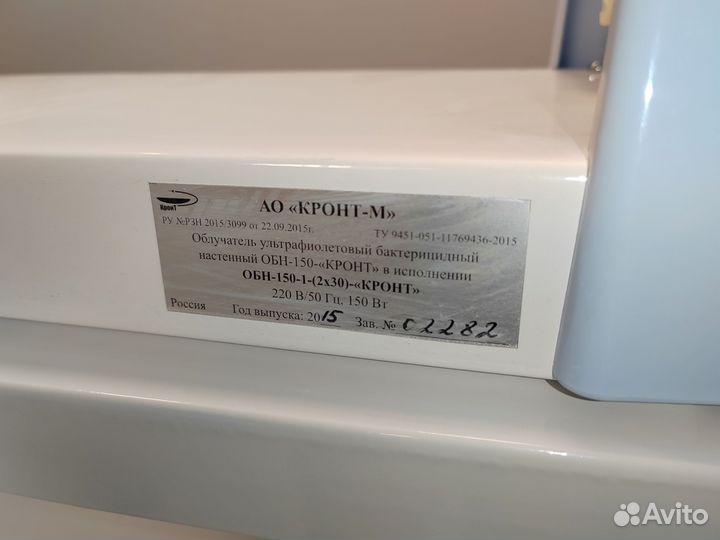 АО «КРОНТ-М»
Кронт
РУ №РЗН 2015/3099 от 22.09.2015г. ТУ 9451-051-11769436-2015
Облучатель ультрафиолетовый бактерицидный
настенный ОБН-150-«КРОНТ» в исполнении
ОБН-150-1-(2х30)-«КРОНТ»
220 В/50 Гц, 150 Вт
Россия Год выпуска: 2015 Зав. № С2282
Avito